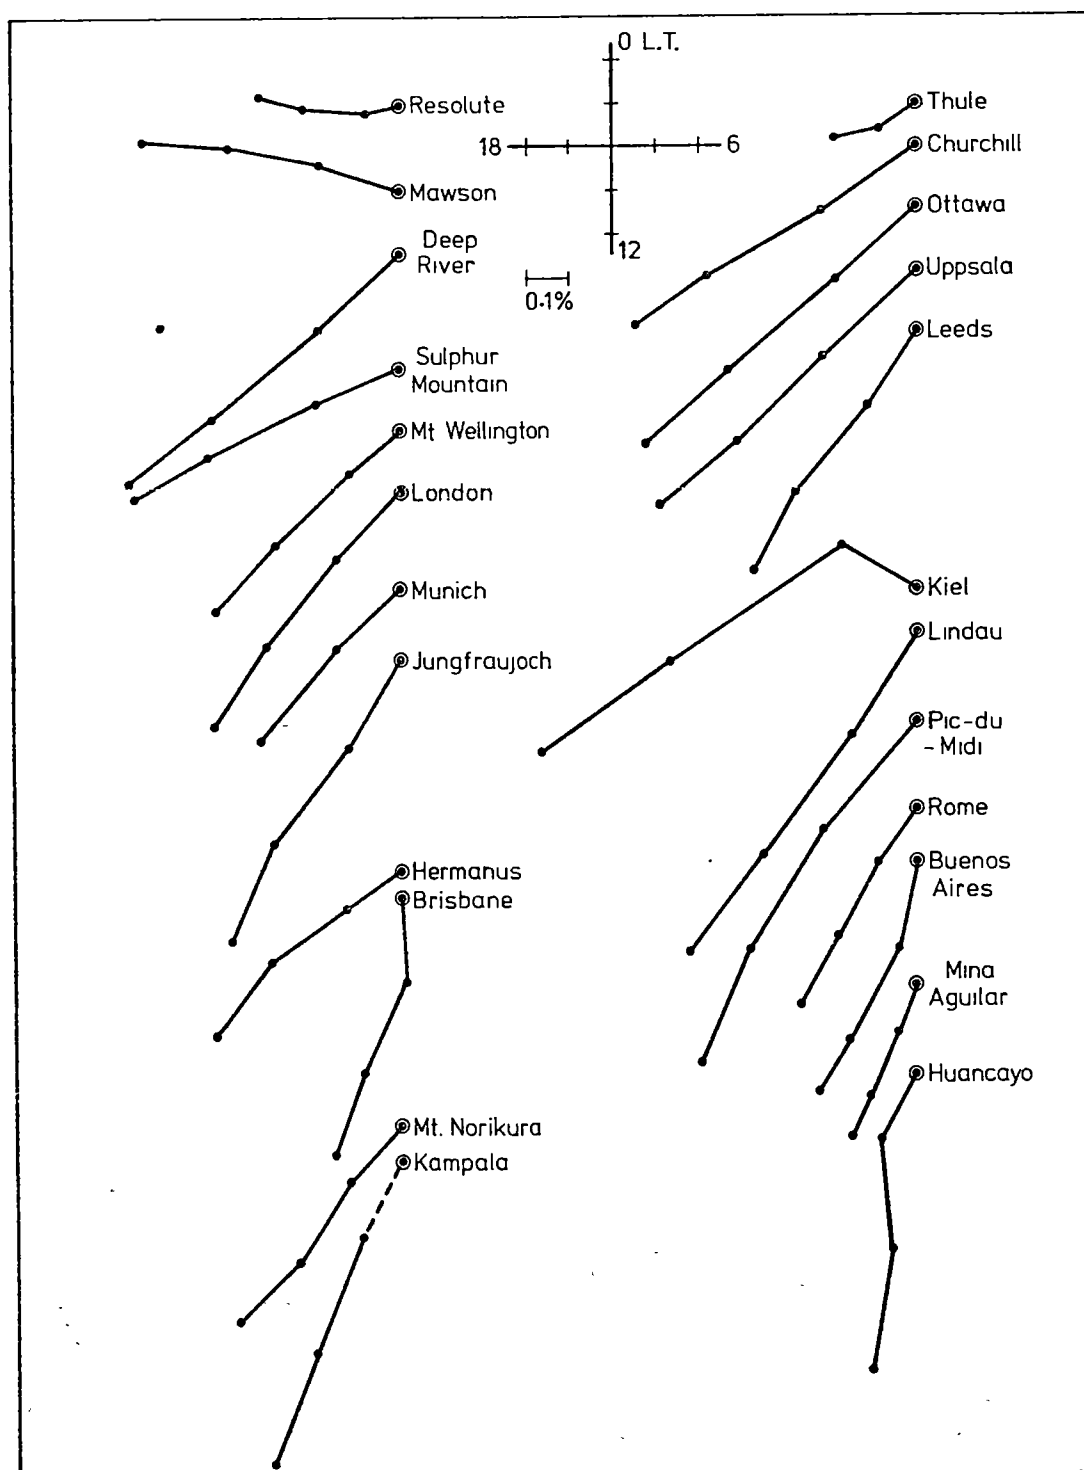 0 L.T.
18
6
12
0.1%
Resolute
Mawson
Deep
River
Sulphur
Mountain
Mt Wellington
London
Munich
Jungfraujoch
Hermanus
Brisbane
Mt. Norikura
Kampala
Thule
Churchill
Ottawa
Uppsala
Leeds
Kiel
Lindau
Pic-du
- Midi
Rome
Buenos
Aires
Mina
Aguilar
Huancayo